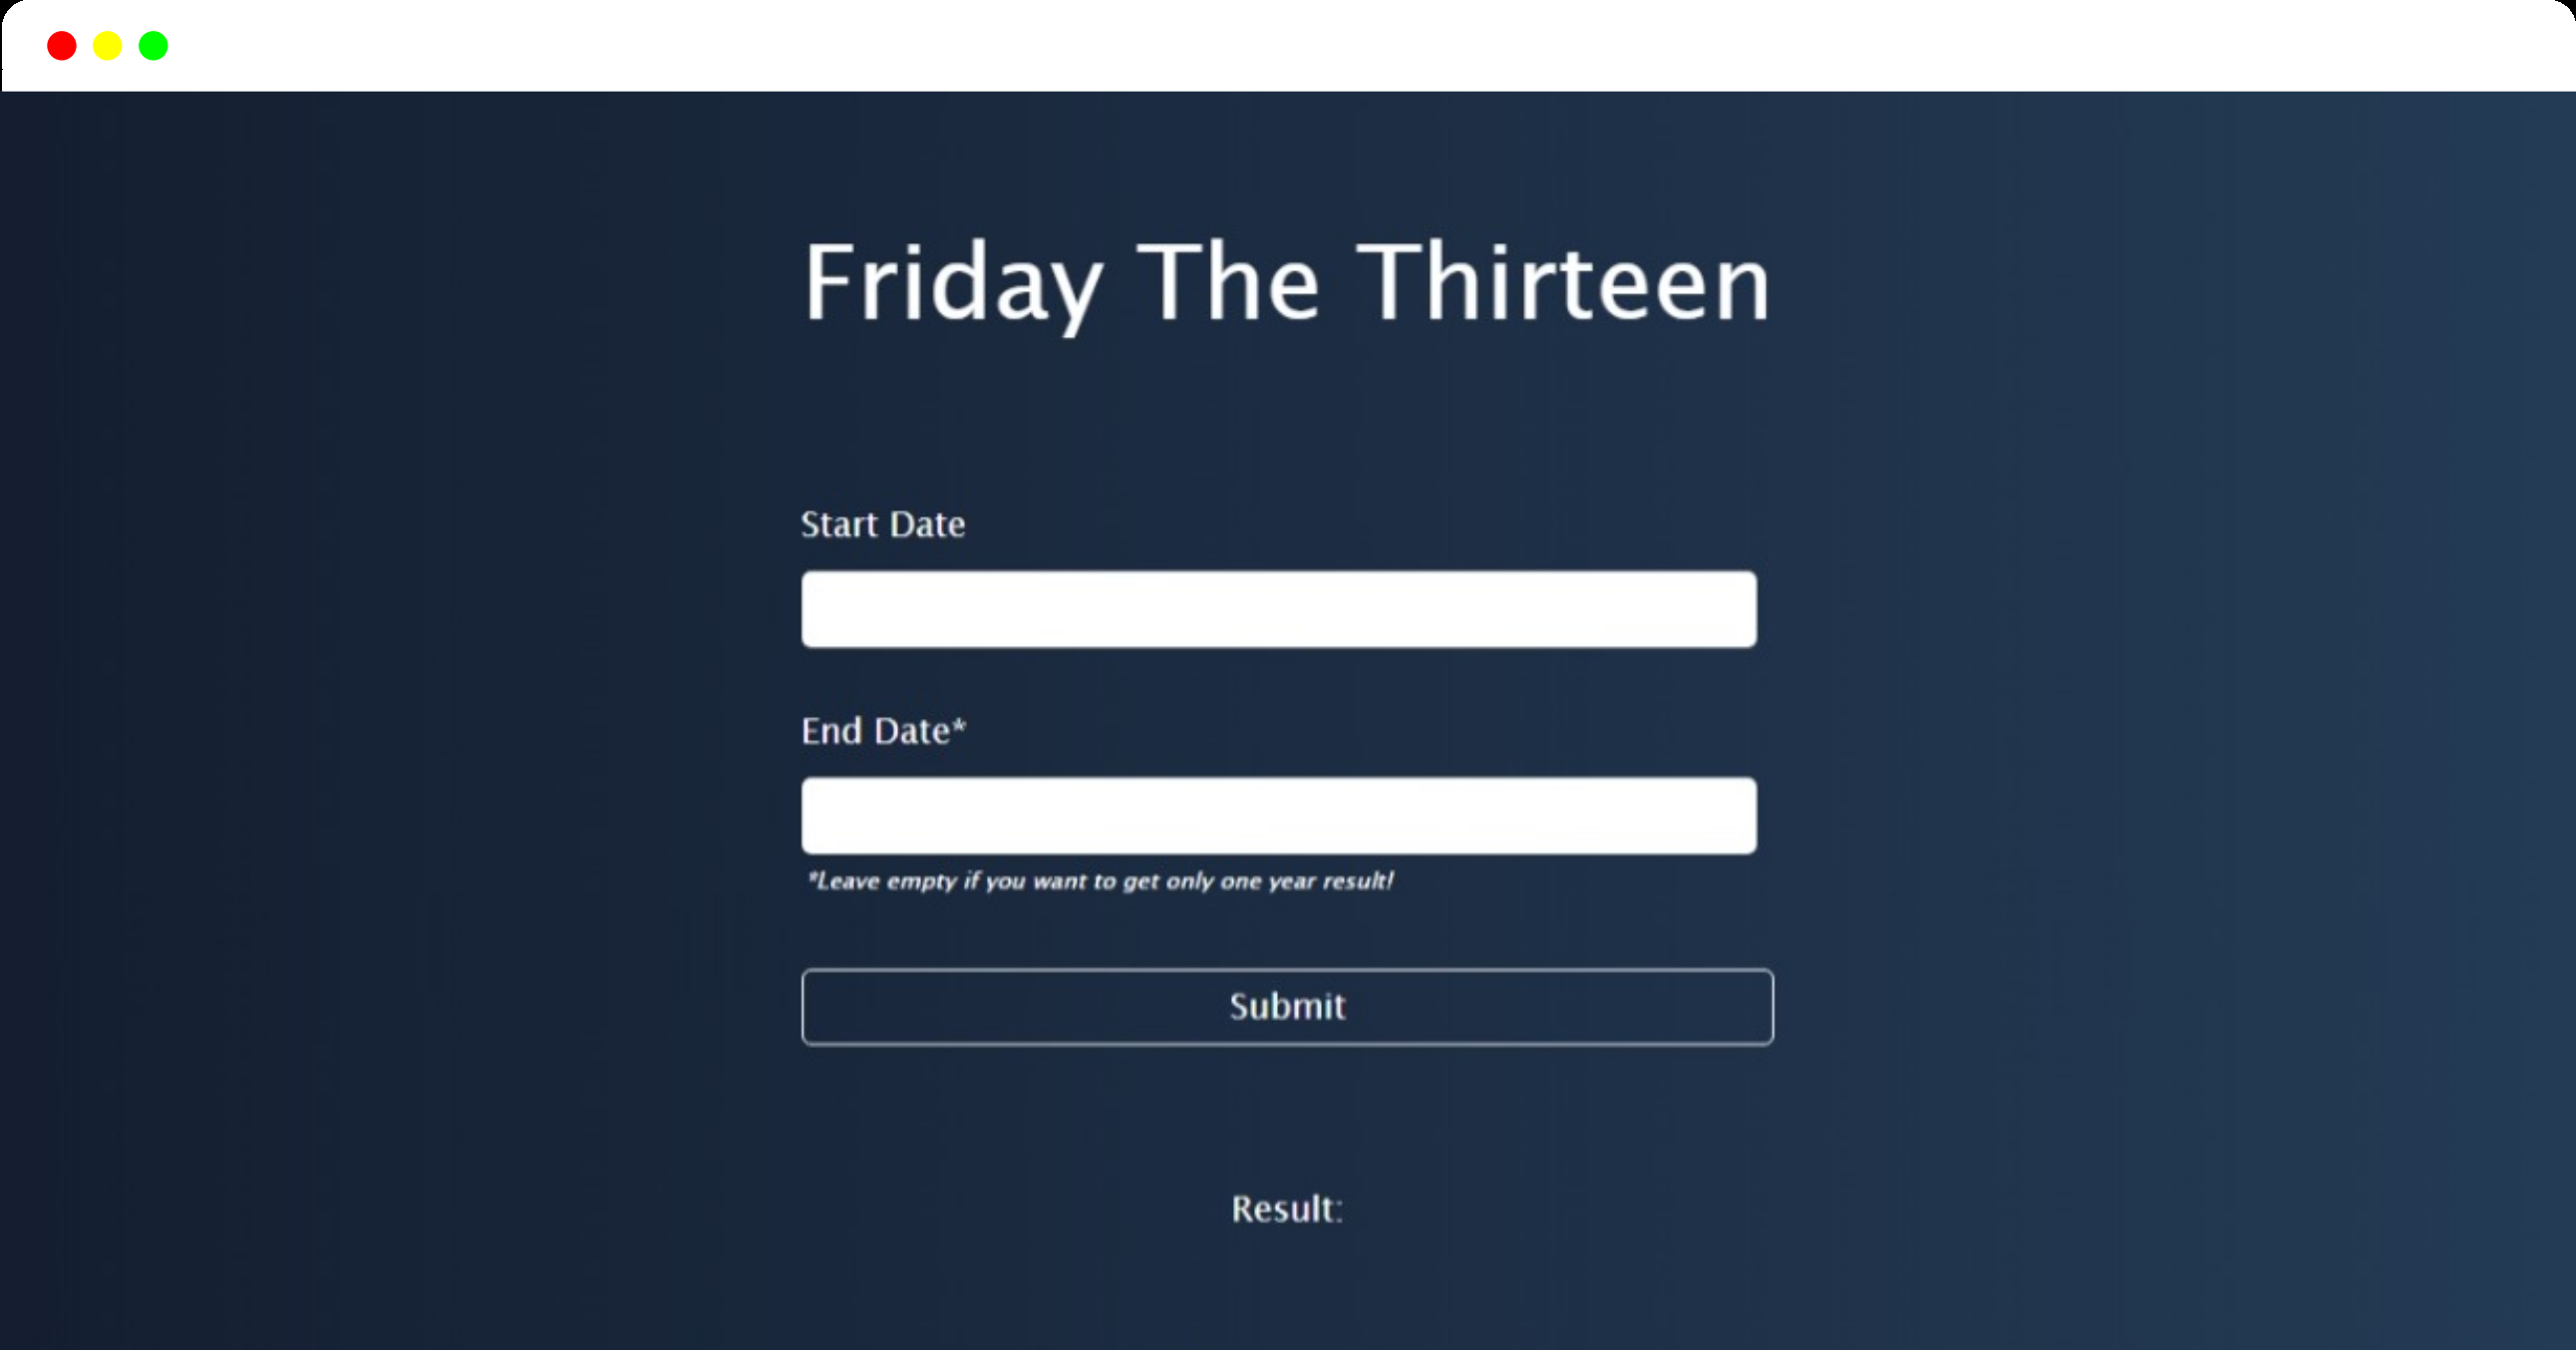 Friday The Thirteen
Start Date
End Date*
*Leave empty if you want to get only one year result!
Submit
Result: